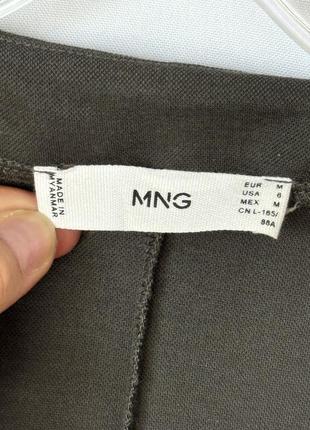 MADE IN
MYANMAR
MNG
EUR M
USA 6
MEX M
CN L-165/
88A